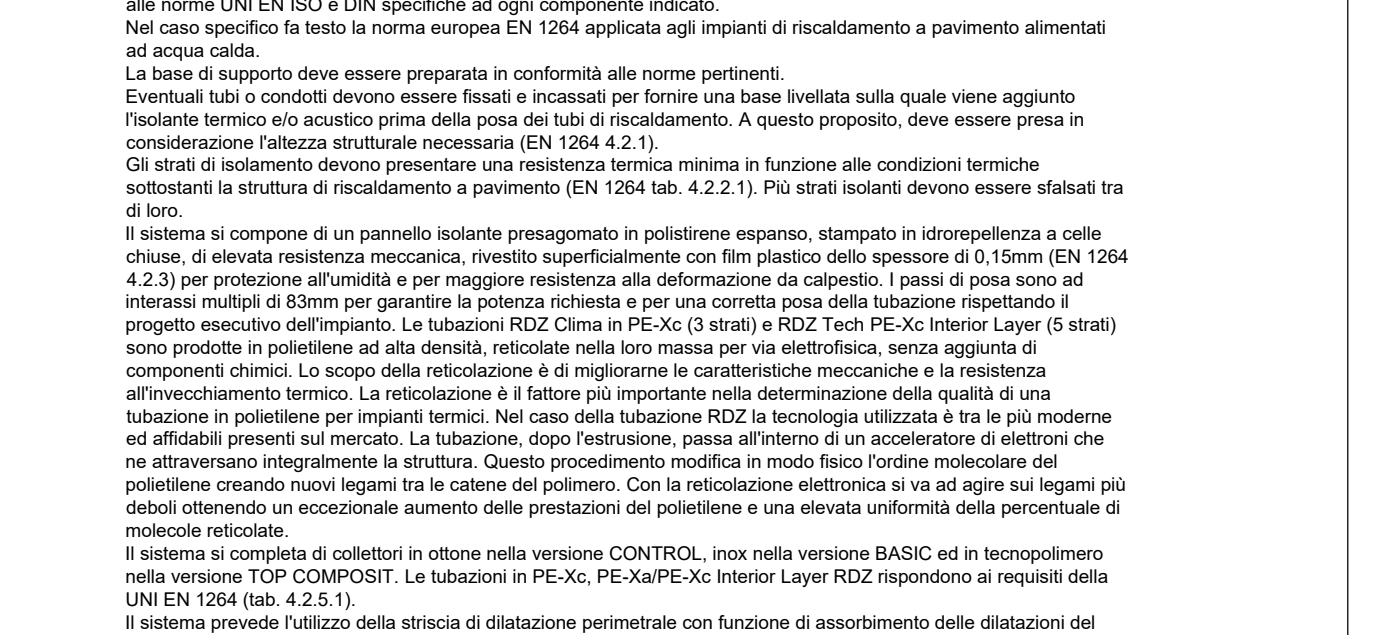 alle norme UNI EN ISO e DIN specifiche ad ogni componente indicato.
Nel caso specifico fa testo la norma europea EN 1264 applicata agli impianti di riscaldamento a pavimento alimentati
ad acqua calda.
La base di supporto deve essere preparata in conformità alle norme pertinenti.
Eventuali tubi o condotti devono essere fissati e incassati per fornire una base livellata sulla quale viene aggiunto
l'isolante termico e/o acustico prima della posa dei tubi di riscaldamento. A questo proposito, deve essere presa in
considerazione l'altezza strutturale necessaria (EN 1264 4.2.1).
Gli strati di isolamento devono presentare una resistenza termica minima in funzione alle condizioni termiche
sottostanti la struttura di riscaldamento a pavimento (EN 1264 tab. 4.2.2.1). Più strati isolanti devono essere sfalsati tra
di loro.
Il sistema si compone di un pannello isolante presagomato in polistirene espanso, stampato in idrorepellenza a celle
chiuse, di elevata resistenza meccanica, rivestito superficialmente con film plastico dello spessore di 0,15mm (EN 1264
4.2.3) per protezione all'umidità e per maggiore resistenza alla deformazione da calpestio. I passi di posa sono ad
interassi multipli di 83mm per garantire la potenza richiesta e per una corretta posa della tubazione rispettando il
progetto esecutivo dell'impianto. Le tubazioni RDZ Clima in PE-Xc (3 strati) e RDZ Tech PE-Xc Interior Layer (5 strati)
sono prodotte in polietilene ad alta densità, reticolate nella loro massa per via elettrofisica, senza aggiunta di
componenti chimici. Lo scopo della reticolazione è di migliorarne le caratteristiche meccaniche e la resistenza
all'invecchiamento termico. La reticolazione è il fattore più importante nella determinazione della qualità di una
tubazione in polietilene per impianti termici. Nel caso della tubazione RDZ la tecnologia utilizzata è tra le più moderne
ed affidabili presenti sul mercato. La tubazione, dopo l'estrusione, passa all'interno di un acceleratore di elettroni che
ne attraversano integralmente la struttura. Questo procedimento modifica in modo fisico l'ordine molecolare del
polietilene creando nuovi legami tra le catene del polimero. Con la reticolazione elettronica si va ad agire sui legami più
deboli ottenendo un eccezionale aumento delle prestazioni del polietilene e una elevata uniformità della percentuale di
molecole reticolate.
Il sistema si completa di collettori in ottone nella versione CONTROL, inox nella versione BASIC ed in tecnopolimero
nella versione TOP COMPOSIT. Le tubazioni in PE-Xc, PE-Xa/PE-Xc Interior Layer RDZ rispondono ai requisiti della
UNI EN 1264 (tab. 4.2.5.1).
Il sistema prevede l'utilizzo della striscia di dilatazione perimetrale con funzione di assorbimento delle dilatazioni del